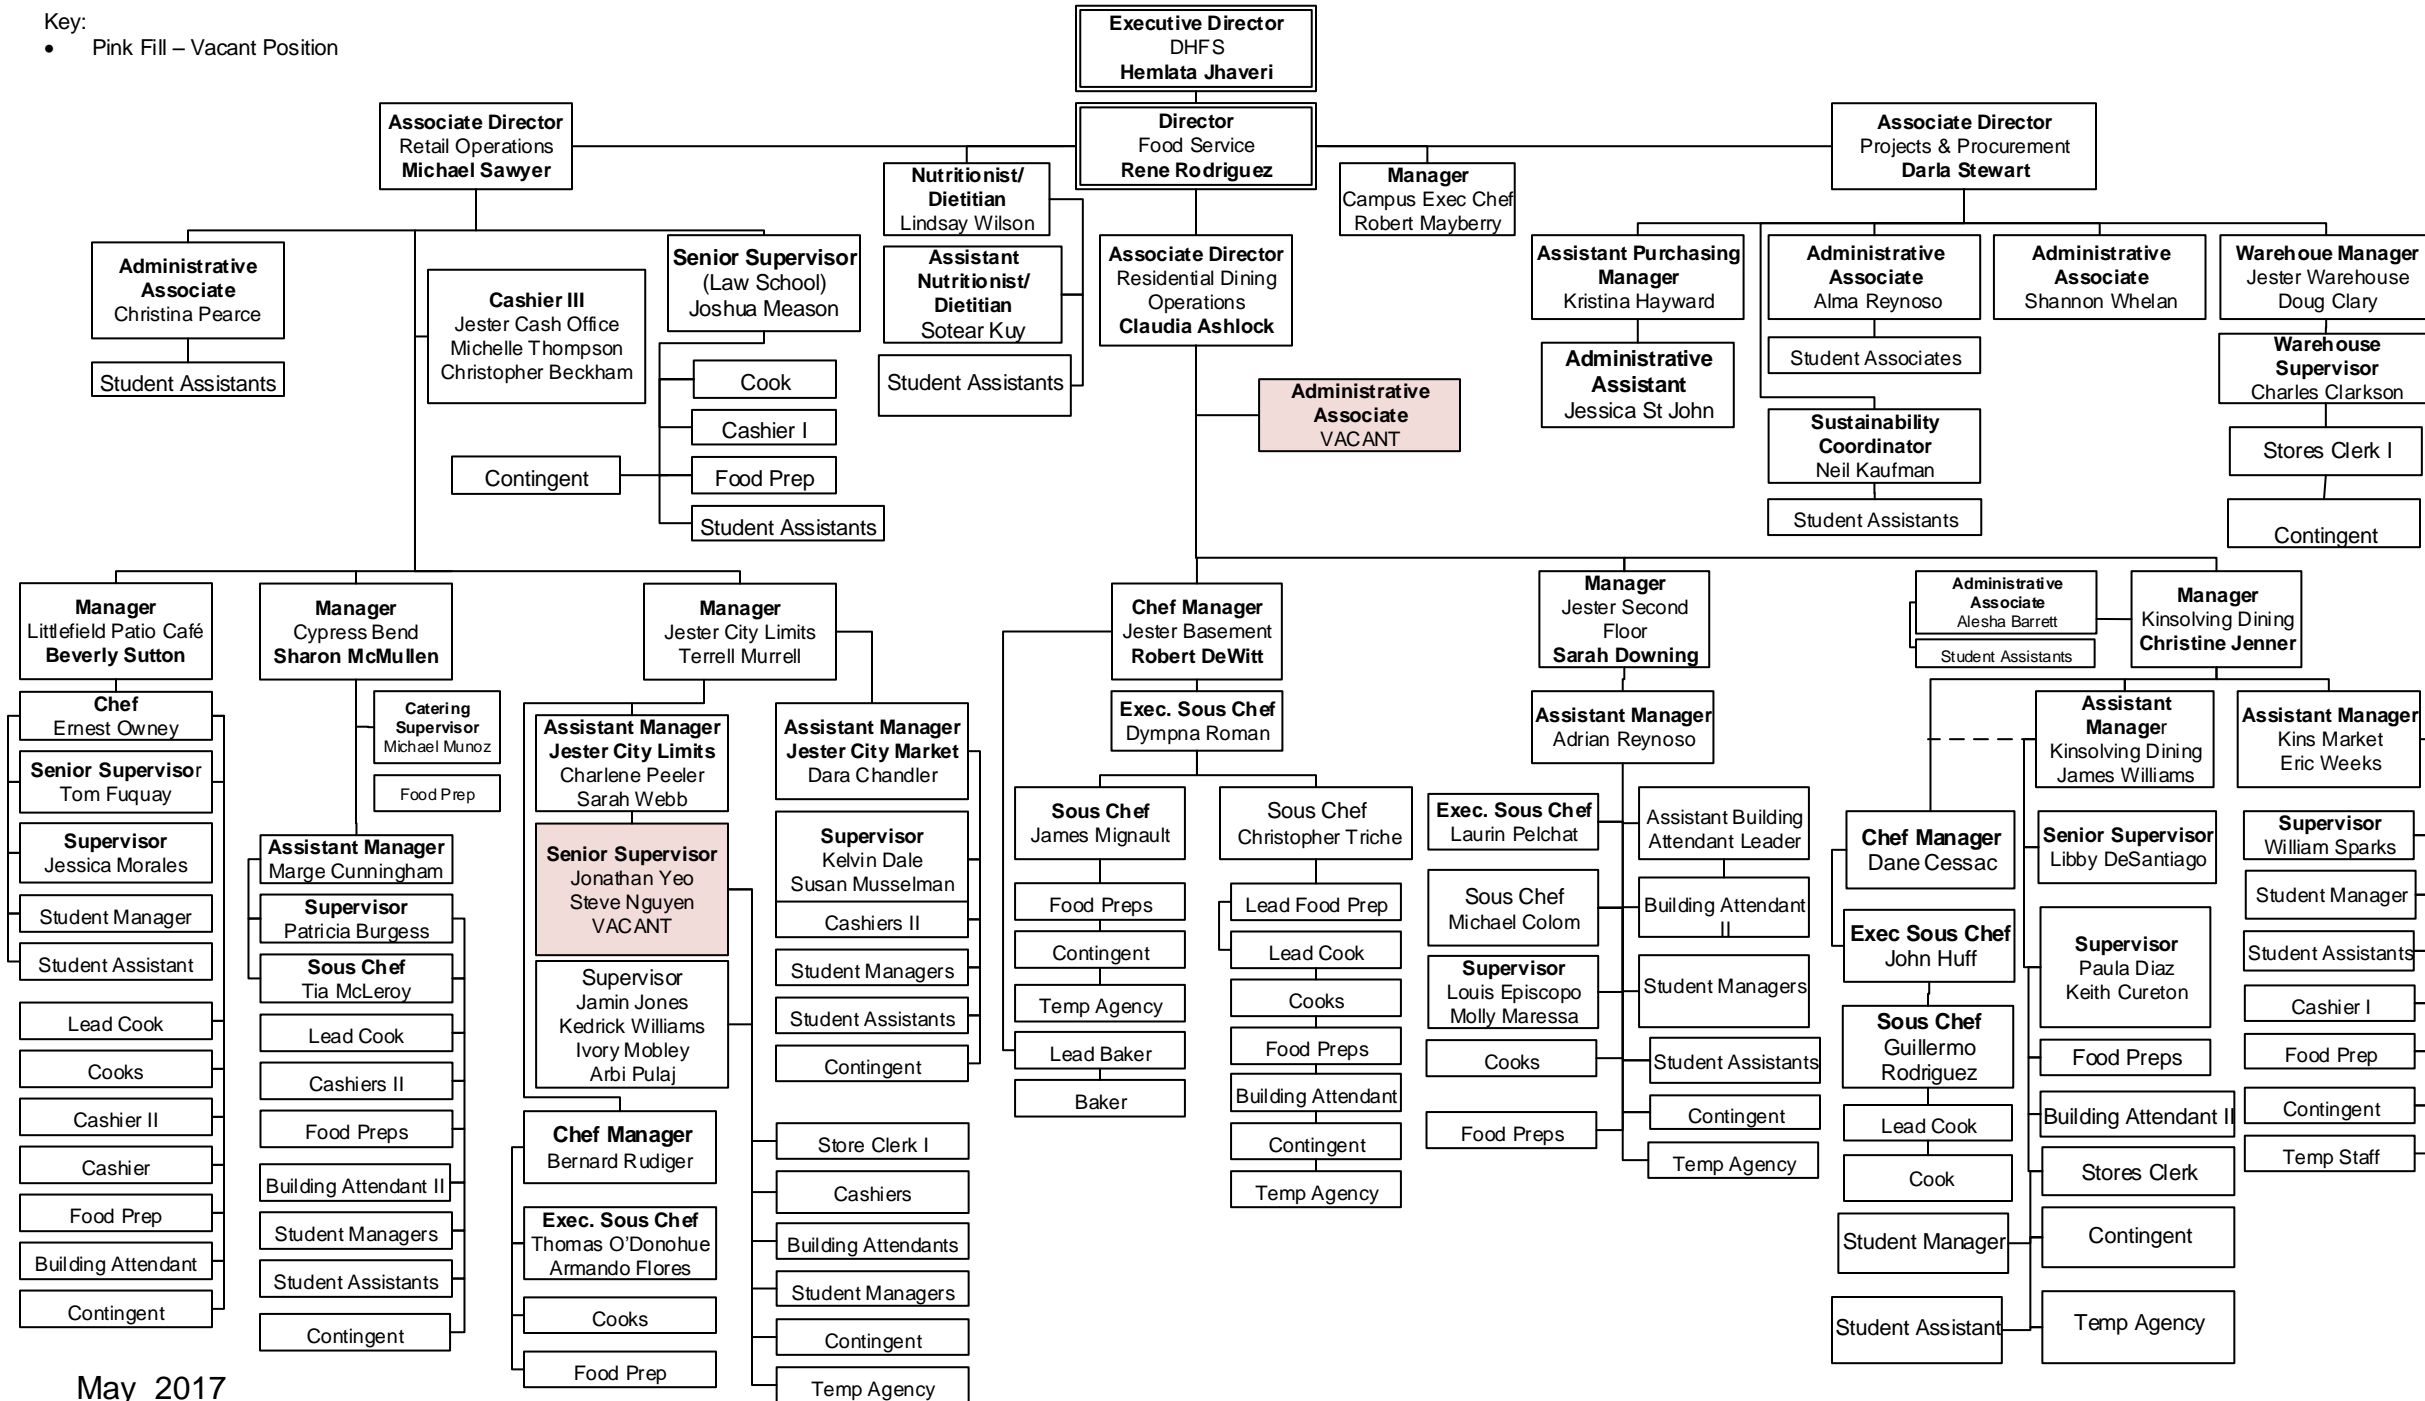 Key:
• Pink Fill – Vacant Position
Executive Director
DHFS
Hemlata Jhaveri
Associate Director
Retail Operations
Michael Sawyer
Director
Food Service
Rene Rodriguez
Associate Director
Projects & Procurement
Darla Stewart
Nutritionist/
Dietitian
Lindsay Wilson
Manager
Campus Exec Chef
Robert Mayberry
Administrative
Associate
Christina Pearce
Student Assistants
Cashier III
Jester Cash Office
Michelle Thompson
Christopher Beckham
Senior Supervisor
(Law School)
Joshua Meason
Cook
Cashier I
Contingent
Food Prep
Student Assistants
Assistant
Nutritionist/
Dietitian
Sotear Kuy
Student Assistants
Associate Director
Residential Dining
Operations
Claudia Ashlock
Administrative
Associate
VACANT
Assistant Purchasing
Manager
Kristina Hayward
Administrative
Assistant
Jessica St John
Administrative
Associate
Alma Reynoso
Student Associates
Sustainability
Coordinator
Neil Kaufman
Student Assistants
Administrative
Associate
Shannon Whelan
Warehoue Manager
Jester Warehouse
Doug Clary
Warehouse
Supervisor
Charles Clarkson
Stores Clerk I
Contingent
Manager
Littlefield Patio Café
Beverly Sutton
Chef
Ernest Owney
Senior Supervisor
Tom Fuquay
Supervisor
Jessica Morales
Student Manager
Student Assistant
Lead Cook
Cooks
Cashier II
Cashier
Food Prep
Building Attendant
Contingent
Manager
Cypress Bend
Sharon McMullen
Catering
Supervisor
Michael Munoz
Food Prep
Assistant Manager
Marge Cunningham
Supervisor
Patricia Burgess
Sous Chef
Tia McLeroy
Lead Cook
Cashiers II
Food Preps
Building Attendant II
Student Managers
Student Assistants
Contingent
Manager
Jester City Limits
Terrell Murrell
Assistant Manager
Jester City Limits
Charlene Peeler
Sarah Webb
Senior Supervisor
Jonathan Yeo
Steve Nguyen
VACANT
Supervisor
Jamin Jones
Kedrick Williams
Ivory Mobley
Arbi Pulaj
Chef Manager
Bernard Rudiger
Exec. Sous Chef
Thomas O'Donohue
Armando Flores
Cooks
Food Prep
Assistant Manager
Jester City Market
Dara Chandler
Supervisor
Kelvin Dale
Susan Musselman
Cashiers II
Student Managers
Student Assistants
Contingent
Store Clerk I
Cashiers
Building Attendants
Student Managers
Contingent
Temp Agency
Chef Manager
Jester Basement
Robert DeWitt
Exec. Sous Chef
Dympna Roman
Sous Chef
James Mignault
Food Preps
Contingent
Temp Agency
Lead Baker
Baker
Sous Chef
Christopher Triche
Lead Food Prep
Lead Cook
Cooks
Food Preps
Building Attendant
Contingent
Temp Agency
Manager
Jester Second
Floor
Sarah Downing
Assistant Manager
Adrian Reynoso
Exec. Sous Chef
Laurin Pelchat
Sous Chef
Michael Colom
Supervisor
Louis Episcopo
Molly Maressa
Cooks
Food Preps
Assistant Building
Attendant Leader
Building Attendant
II
Student Managers
Student Assistants
Contingent
Temp Agency
Administrative
Associate
Alesha Barrett
Student Assistants
Manager
Kinsolving Dining
Christine Jenner
Chef Manager
Dane Cessac
Exec Sous Chef
John Huff
Sous Chef
Guillermo
Rodriguez
Lead Cook
Cook
Student Manager
Student Assistant
Assistant
Manager
Kinsolving Dining
James Williams
Senior Supervisor
Libby DeSantiago
Supervisor
Paula Diaz
Keith Cureton
Food Preps
Building Attendant II
Stores Clerk
Contingent
Temp Agency
Assistant Manager
Kins Market
Eric Weeks
Supervisor
William Sparks
Student Manager
Student Assistants
Cashier I
Food Prep
Contingent
Temp Staff
May 2017